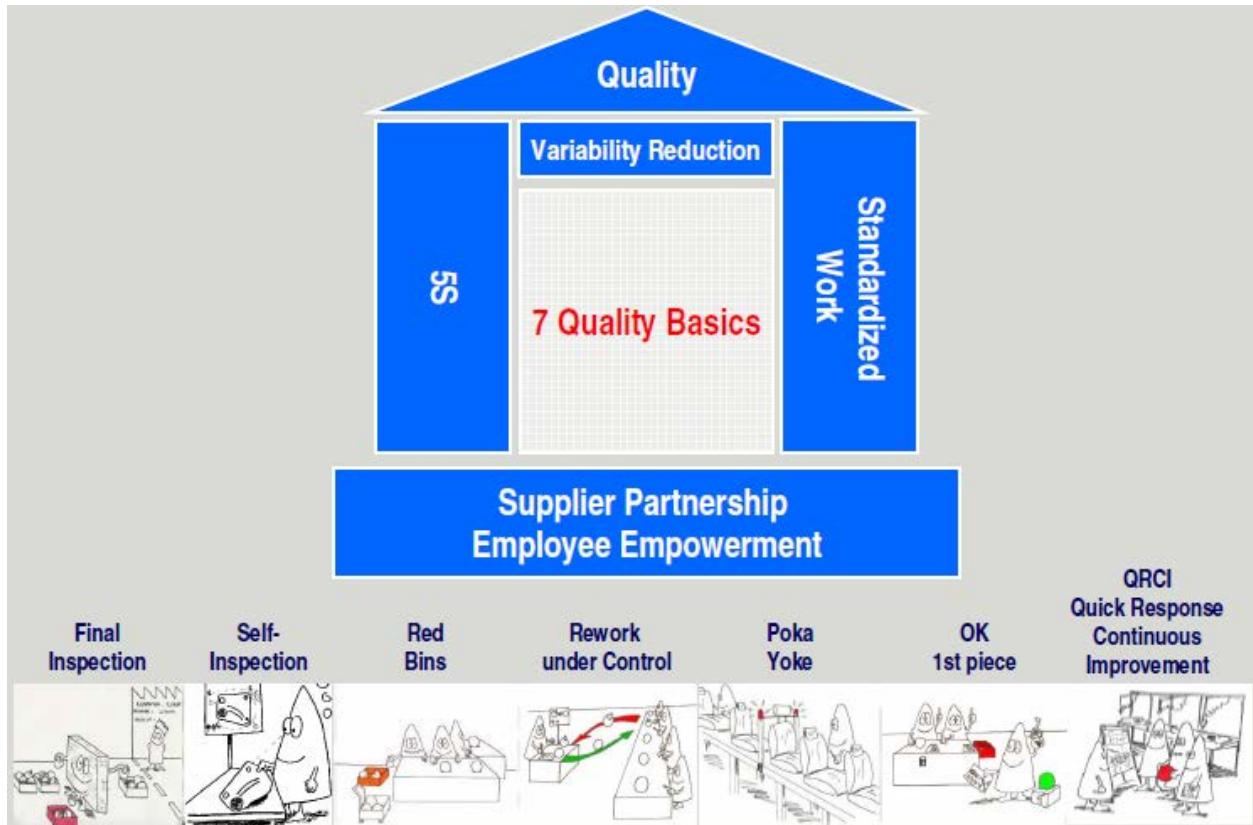 Quality
Variability Reduction
5S
7 Quality Basics
Standardized
Work
Supplier Partnership
Employee Empowerment
Final
Inspection
Self-
Inspection
Red
Bins
Rework
under Control
Poka
Yoke
OK
1st piece
QRCI
Quick Response
Continuous
Improvement